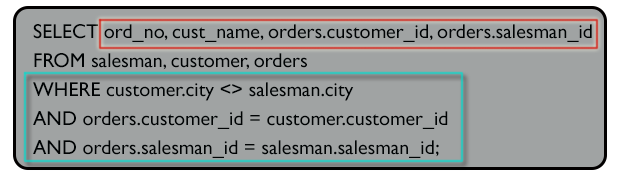 SELECT ord_no, cust_name, orders.customer_id, orders.salesman_id
FROM salesman, customer, orders
WHERE customer.city <> salesman.city
AND orders.customer_id = customer.customer_id
AND orders.salesman_id = salesman.salesman_id;